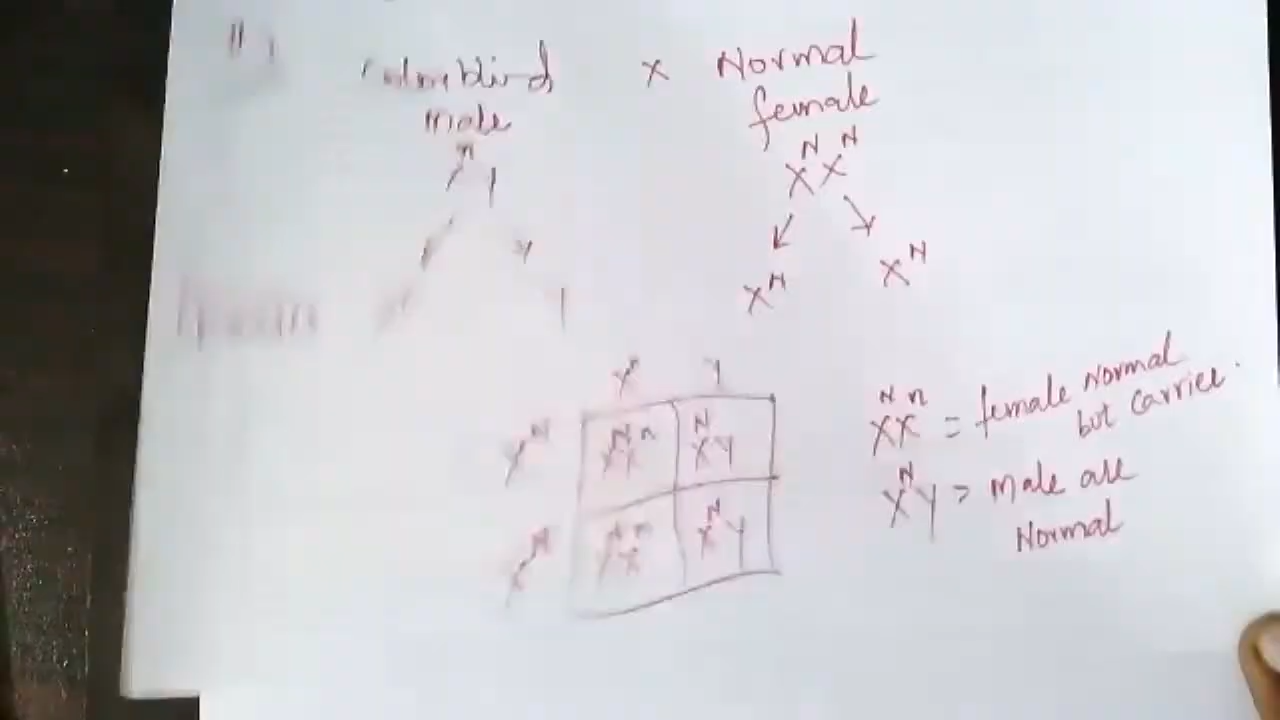 Colourblind x Normal
male female
XⁿY XᴺXᴺ
Y Xᴺ Xᴺ
Xⁿ Y
Xᴺ XᴺXⁿ XᴺY
Xᴺ XᴺXⁿ XᴺY
XᴺXⁿ = female Normal
but carrier.
XᴺY = Male are
Normal